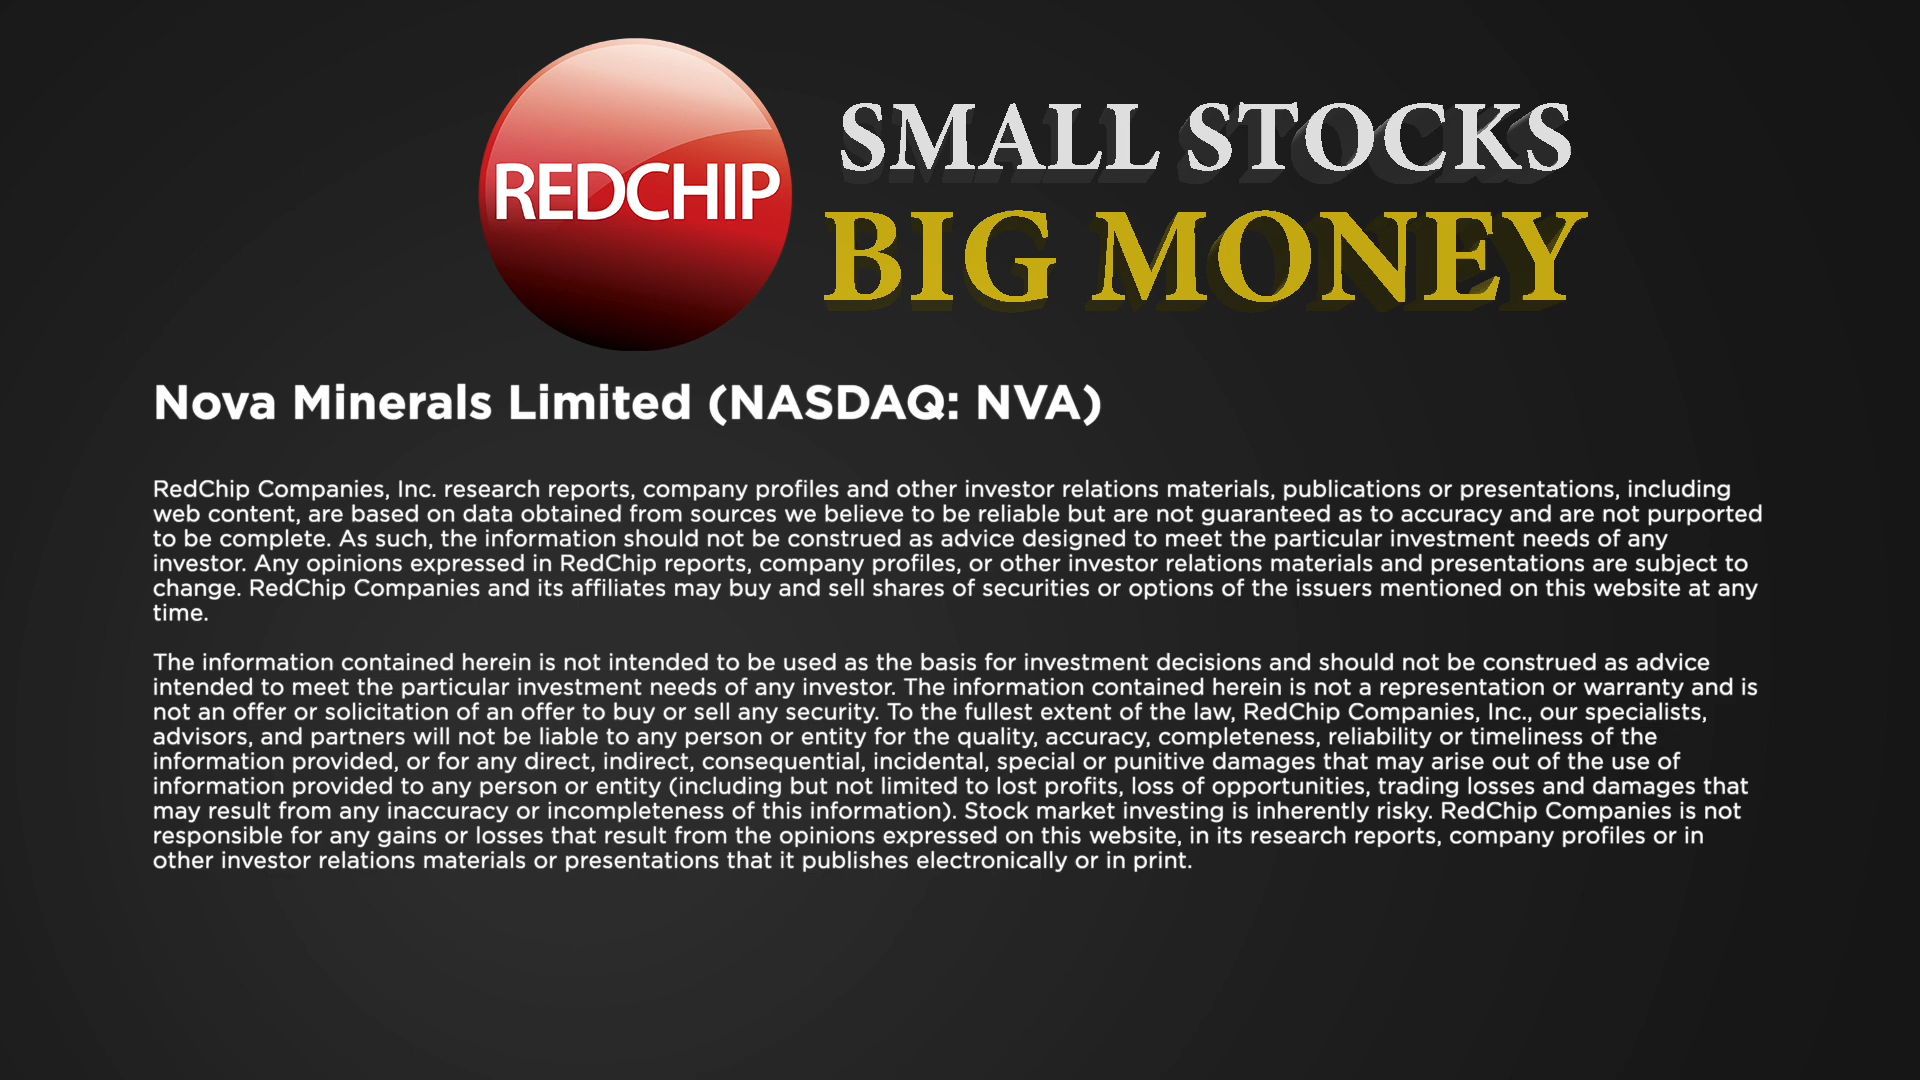 REDCHIP
SMALL STOCKS
BIG MONEY
Nova Minerals Limited (NASDAQ: NVA)
RedChip Companies, Inc. research reports, company profiles and other investor relations materials, publications or presentations, including
web content, are based on data obtained from sources we believe to be reliable but are not guaranteed as to accuracy and are not purported
to be complete. As such, the information should not be construed as advice designed to meet the particular investment needs of any
investor. Any opinions expressed in RedChip reports, company profiles, or other investor relations materials and presentations are subject to
change. RedChip Companies and its affiliates may buy and sell shares of securities or options of the issuers mentioned on this website at any
time.
The information contained herein is not intended to be used as the basis for investment decisions and should not be construed as advice
intended to meet the particular investment needs of any investor. The information contained herein is not a representation or warranty and is
not an offer or solicitation of an offer to buy or sell any security. To the fullest extent of the law, RedChip Companies, Inc., our specialists,
advisors, and partners will not be liable to any person or entity for the quality, accuracy, completeness, reliability or timeliness of the
information provided, or for any direct, indirect, consequential, incidental, special or punitive damages that may arise out of the use of
information provided to any person or entity (including but not limited to lost profits, loss of opportunities, trading losses and damages that
may result from any inaccuracy or incompleteness of this information). Stock market investing is inherently risky. RedChip Companies is not
responsible for any gains or losses that result from the opinions expressed on this website, in its research reports, company profiles or in
other investor relations materials or presentations that it publishes electronically or in print.